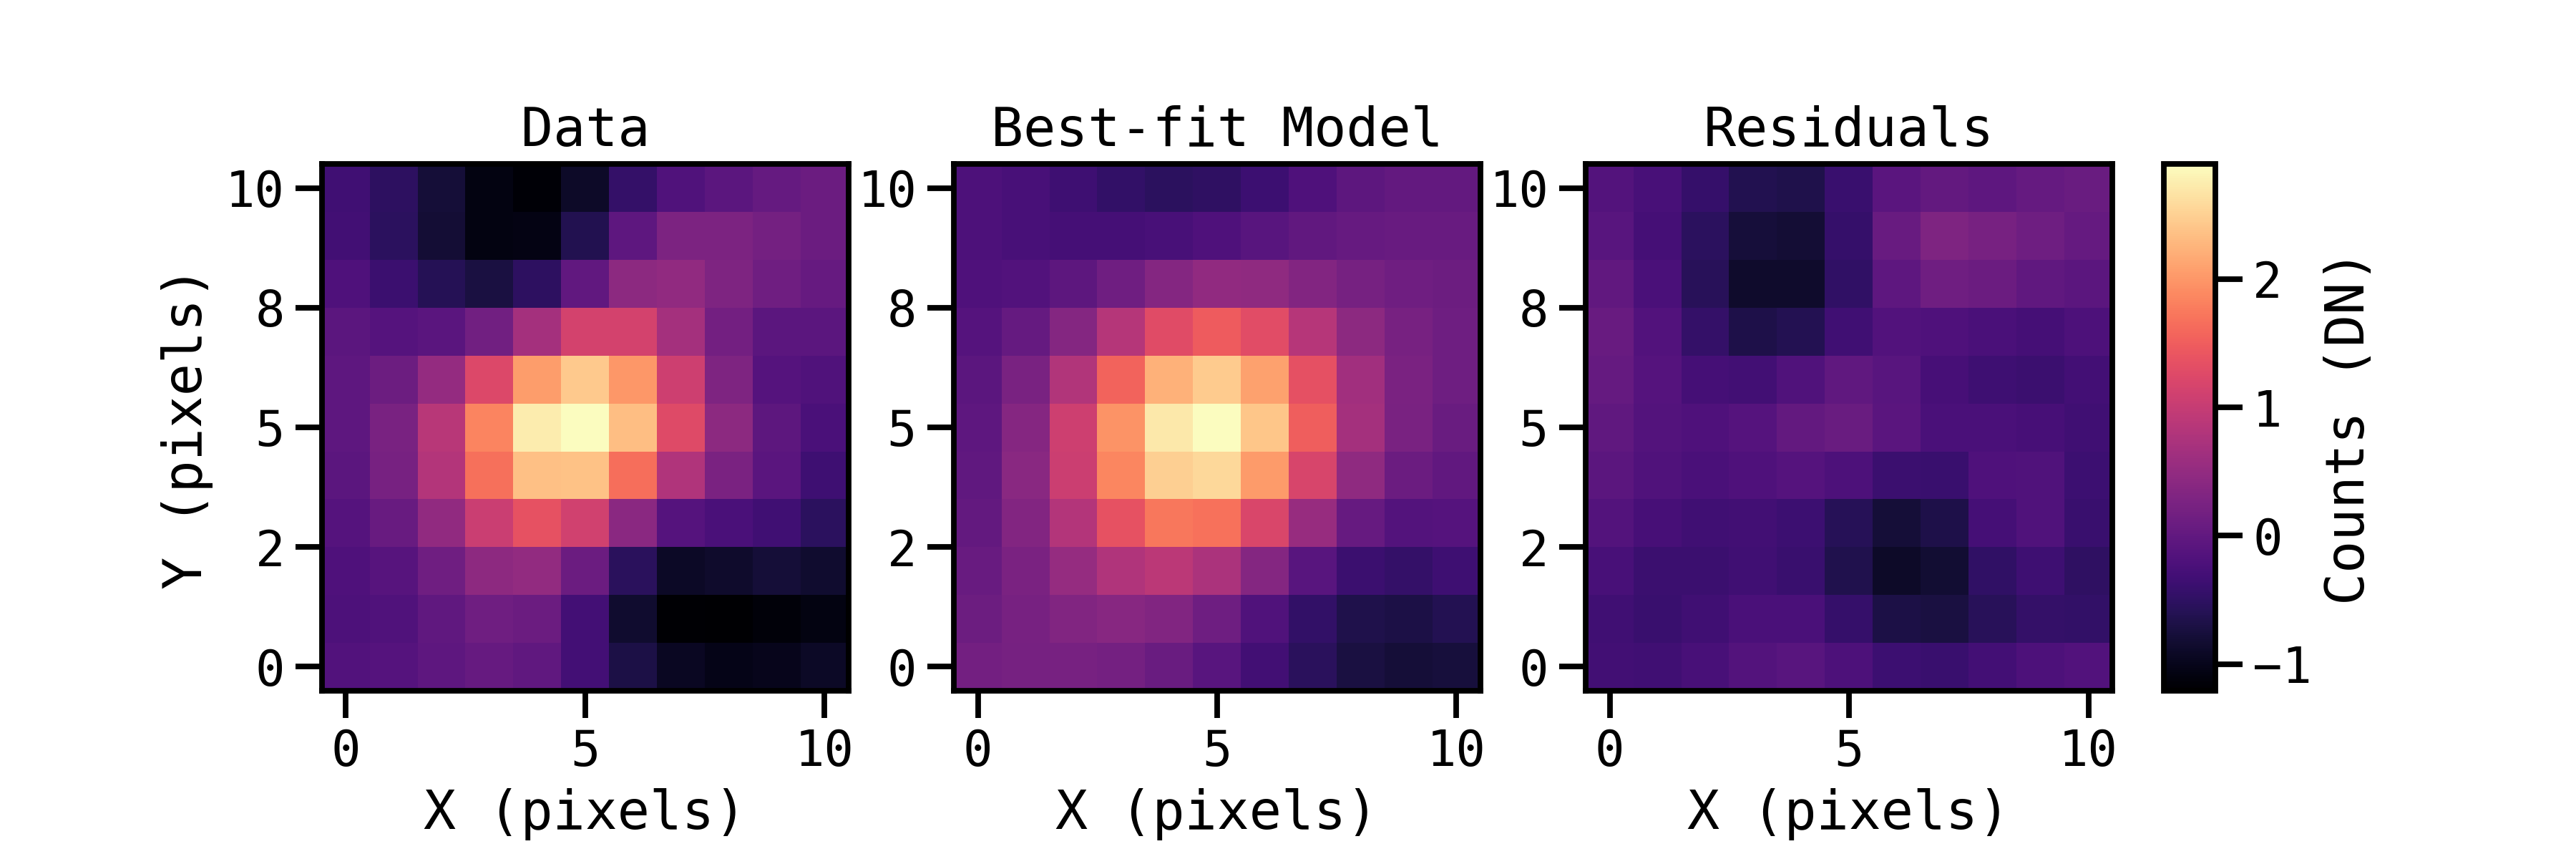 Data
Best-fit Model
Residuals
10
8
5
2
0
Y (pixels)
0 5 10
X (pixels)
10
8
5
2
0
0 5 10
X (pixels)
10
8
5
2
0
0 5 10
X (pixels)
2
1
0
−1
Counts (DN)